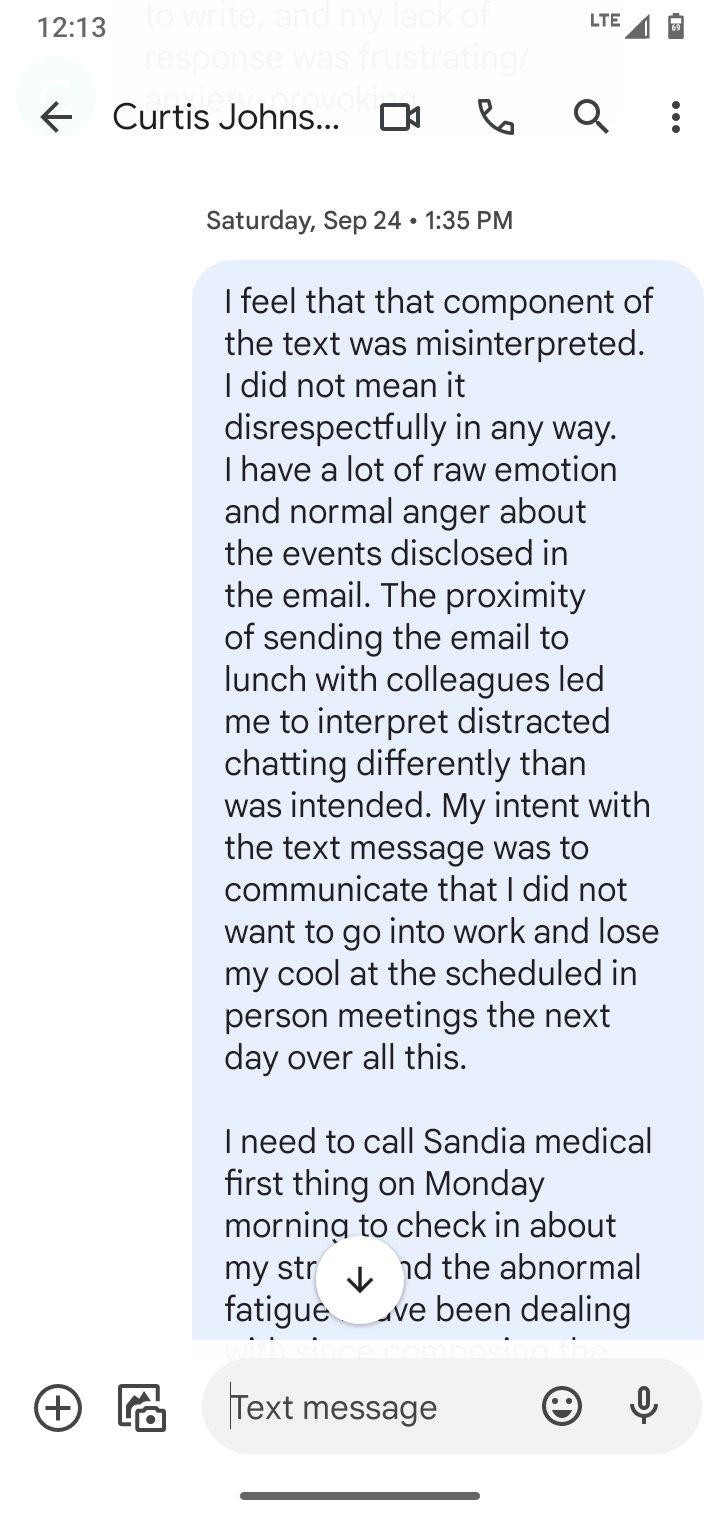 12:13
LTE
69
to write, and my lack of
response was frustrating/
anxiety-provoking
Curtis Johns...
Saturday, Sep 24 • 1:35 PM
I feel that that component of
the text was misinterpreted.
I did not mean it
disrespectfully in any way.
I have a lot of raw emotion
and normal anger about
the events disclosed in
the email. The proximity
of sending the email to
lunch with colleagues led
me to interpret distracted
chatting differently than
was intended. My intent with
the text message was to
communicate that I did not
want to go into work and lose
my cool at the scheduled in
person meetings the next
day over all this.
I need to call Sandia medical
first thing on Monday
morning to check in about
my str nd the abnormal
fatigue ve been dealing
with since composing the
Text message